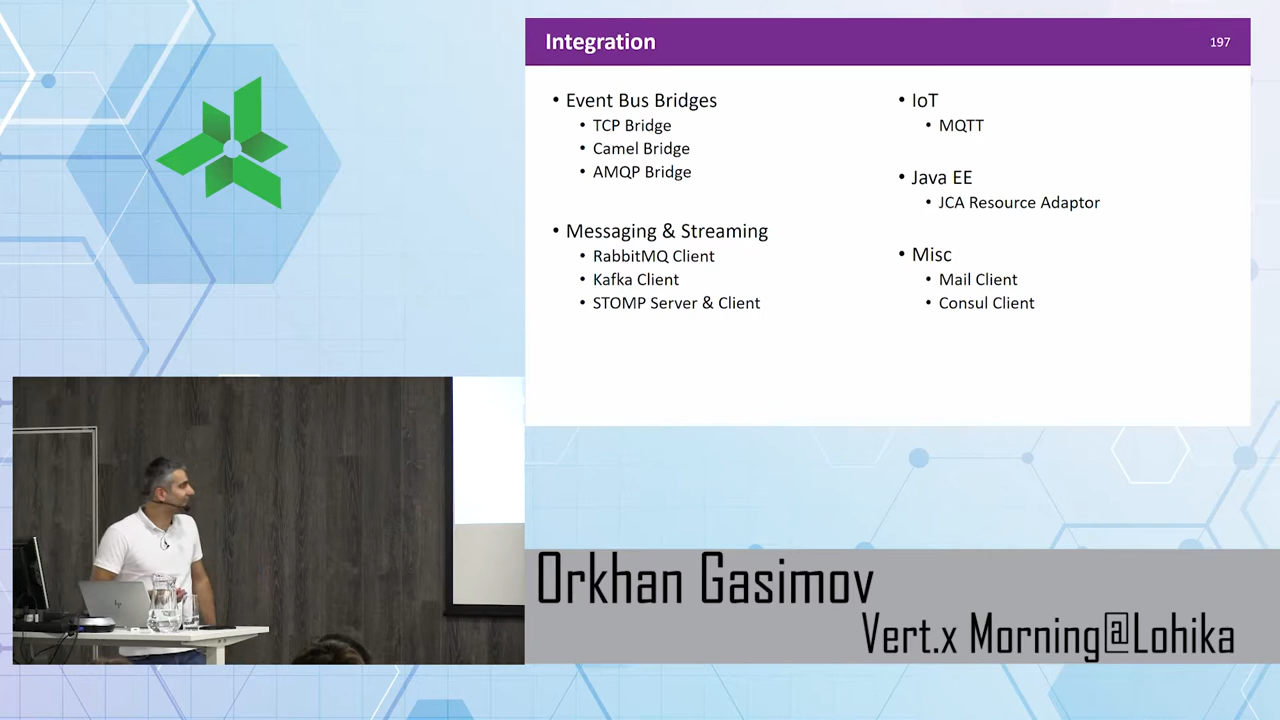 Integration
197
• Event Bus Bridges
• TCP Bridge
• Camel Bridge
• AMQP Bridge
• Messaging & Streaming
• RabbitMQ Client
• Kafka Client
• STOMP Server & Client
• IoT
• MQTT
• Java EE
• JCA Resource Adaptor
• Misc
• Mail Client
• Consul Client
Orkhan Gasimov
Vert.x Morning@Lohika